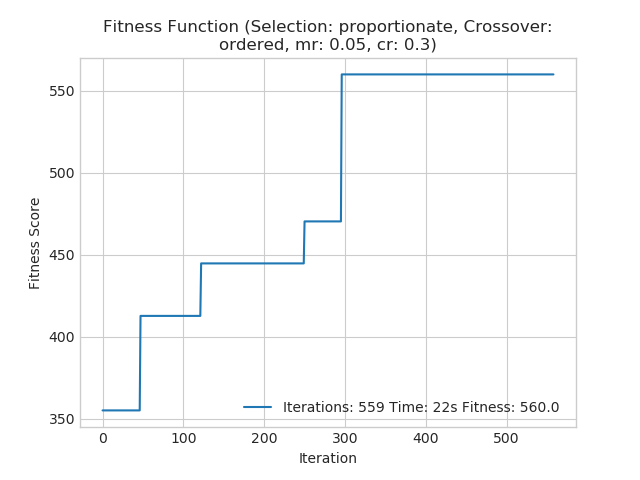 Fitness Function (Selection: proportionate, Crossover:
ordered, mr: 0.05, cr: 0.3)
550
500
450
400
350
Fitness Score
Iterations: 559 Time: 22s Fitness: 560.0
0 100 200 300 400 500
Iteration